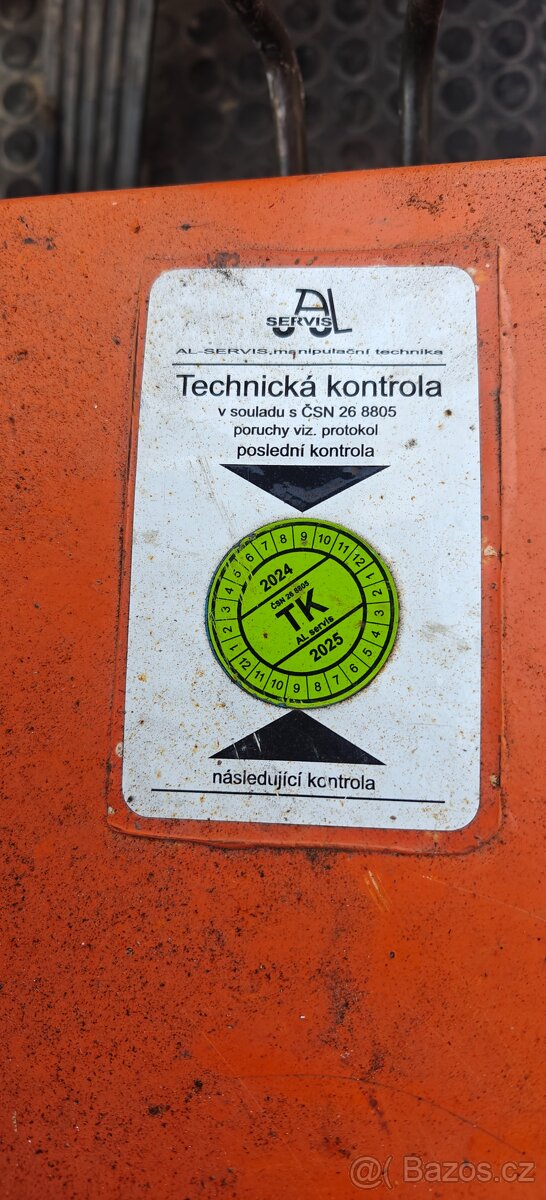 AL
SERVIS
AL-SERVIS,manipulační technika
Technická kontrola
v souladu s ČSN 26 8805
poruchy viz. protokol
poslední kontrola
1 2 3 4 5 6 7 8 9 10 11 12
2024
ČSN 26 8805
TK
AL servis
2025
1 2 3 4 5 6 7 8 9 10 11 12
následující kontrola
@( Bazos.cz